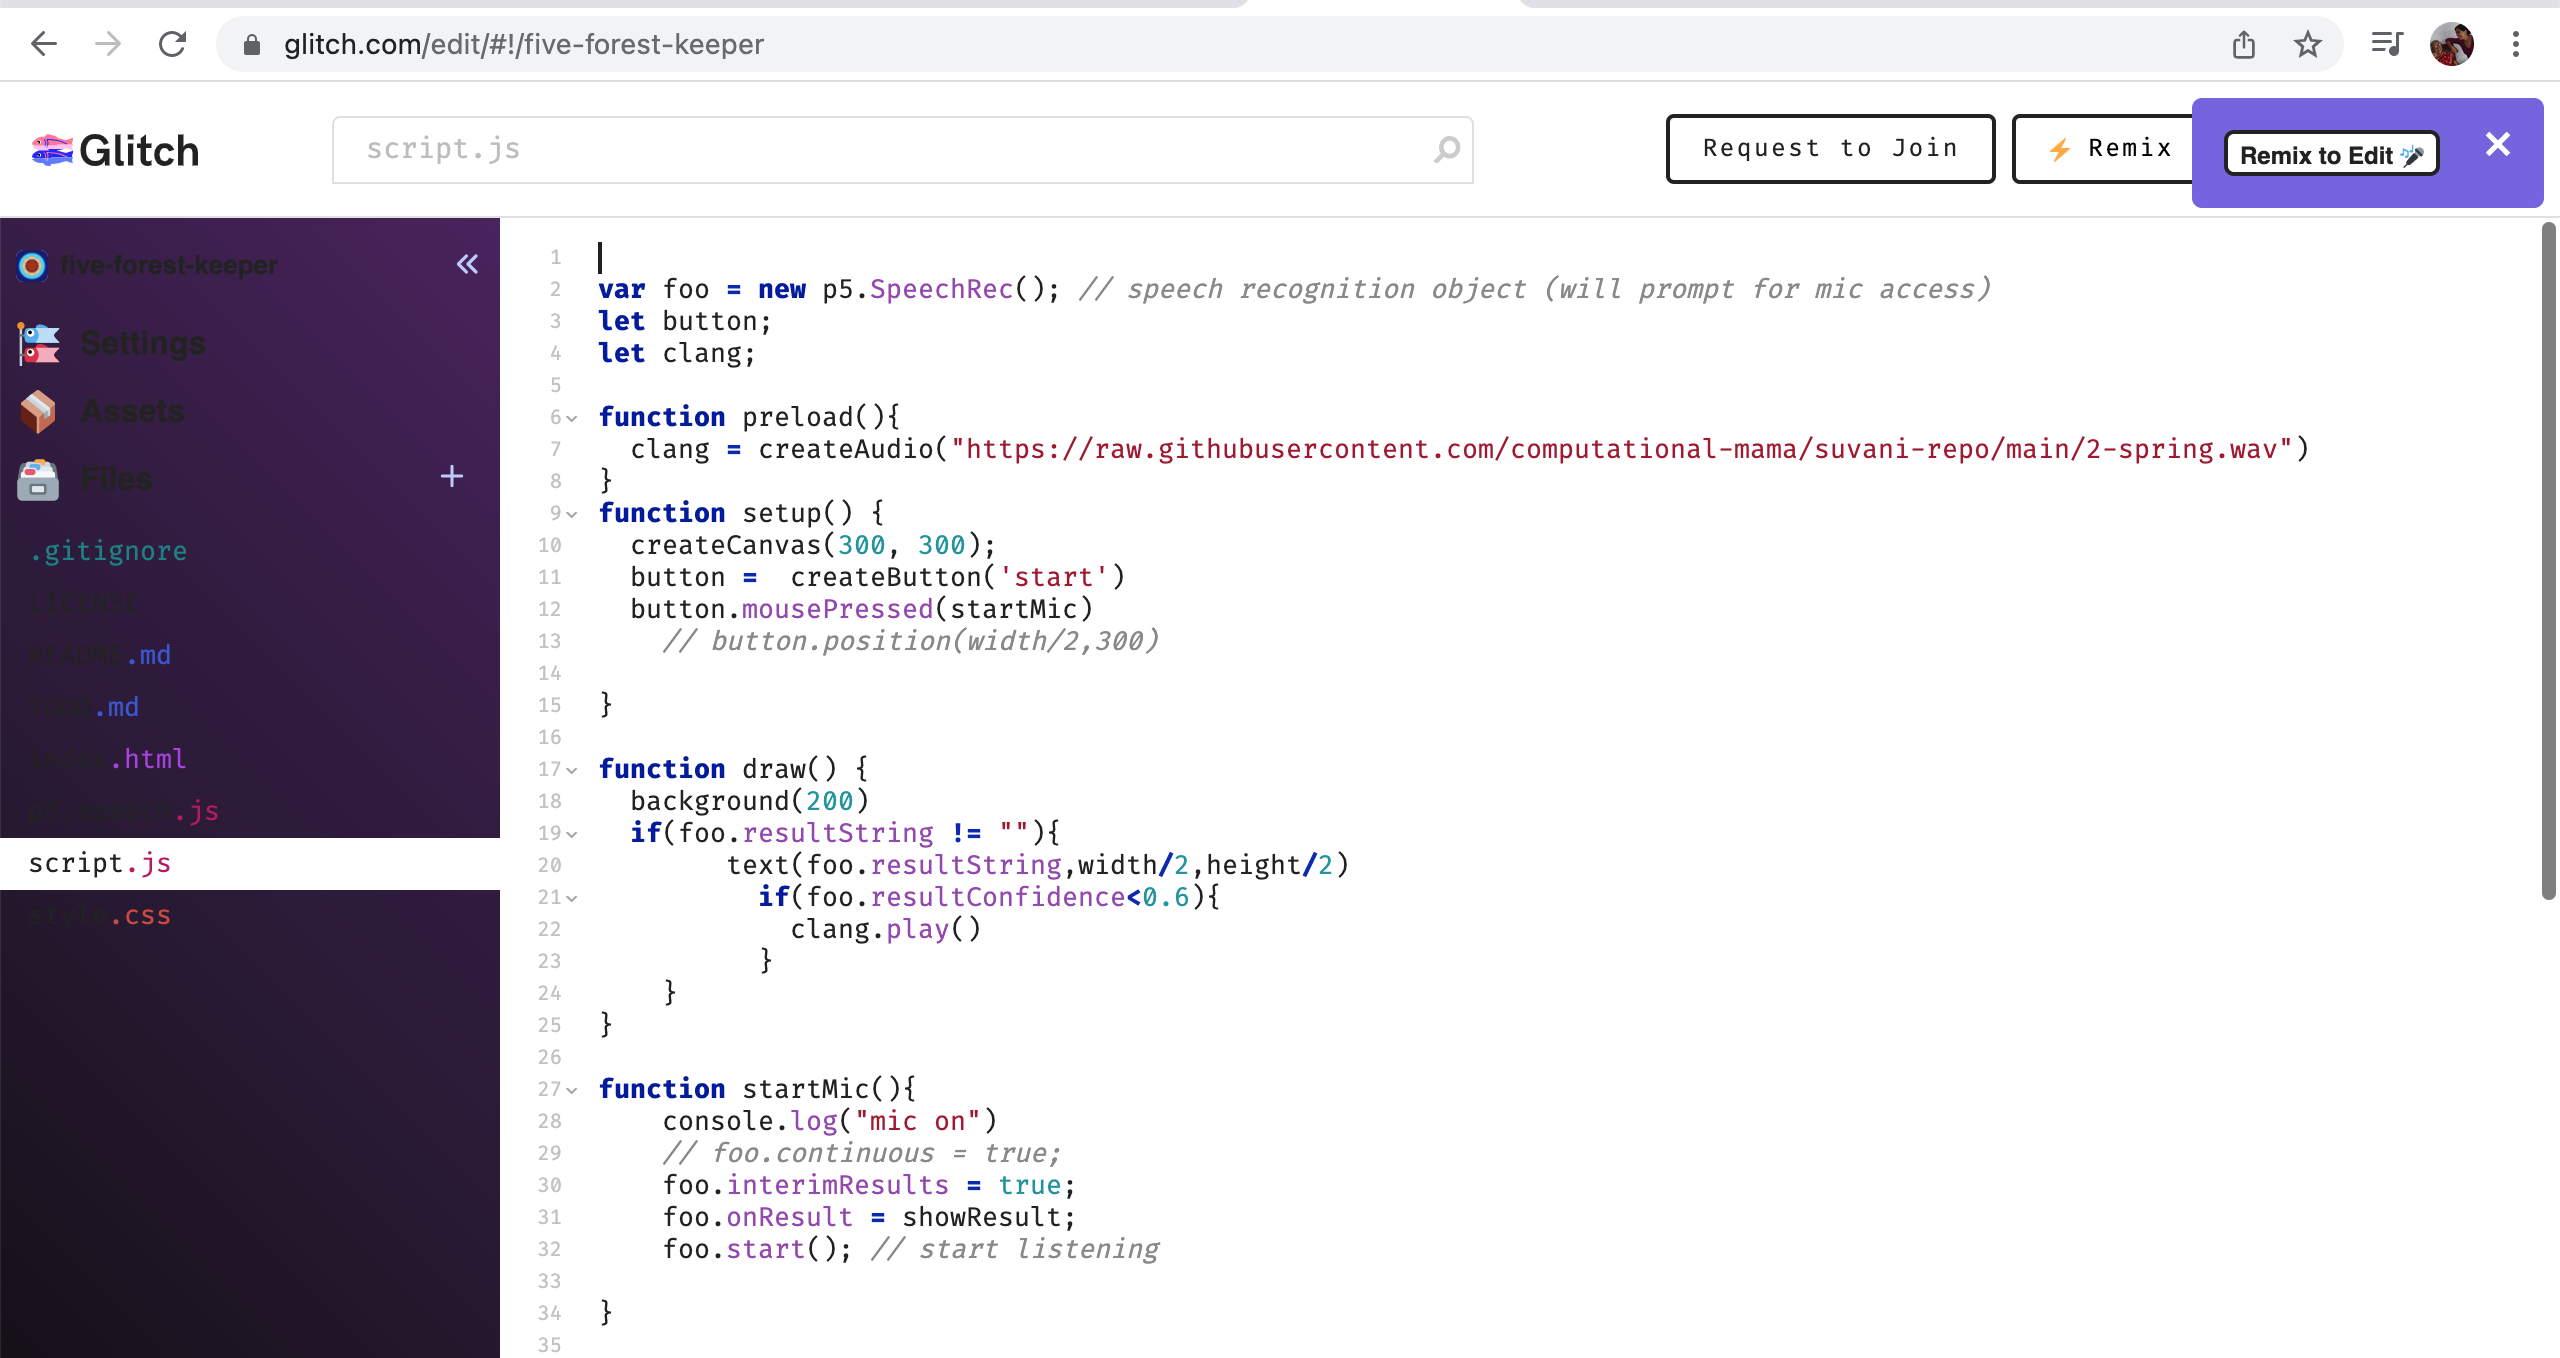 glitch.com/edit/#!/five-forest-keeper
Glitch
script.js
Request to Join
⚡ Remix
Remix to Edit 🎤
five-forest-keeper
Settings
Assets
Files
.gitignore
LICENSE
README.md
TODO.md
index.html
p5.speech.js
script.js
style.css
1
2 var foo = new p5.SpeechRec(); // speech recognition object (will prompt for mic access)
3 let button;
4 let clang;
5
6 function preload(){
7 clang = createAudio("https://raw.githubusercontent.com/computational-mama/suvani-repo/main/2-spring.wav")
8 }
9 function setup() {
10 createCanvas(300, 300);
11 button =  createButton('start')
12 button.mousePressed(startMic)
13 // button.position(width/2,300)
14
15 }
16
17 function draw() {
18 background(200)
19 if(foo.resultString != ""){
20 text(foo.resultString,width/2,height/2)
21 if(foo.resultConfidence<0.6){
22 clang.play()
23 }
24 }
25 }
26
27 function startMic(){
28 console.log("mic on")
29 // foo.continuous = true;
30 foo.interimResults = true;
31 foo.onResult = showResult;
32 foo.start(); // start listening
33
34 }
35